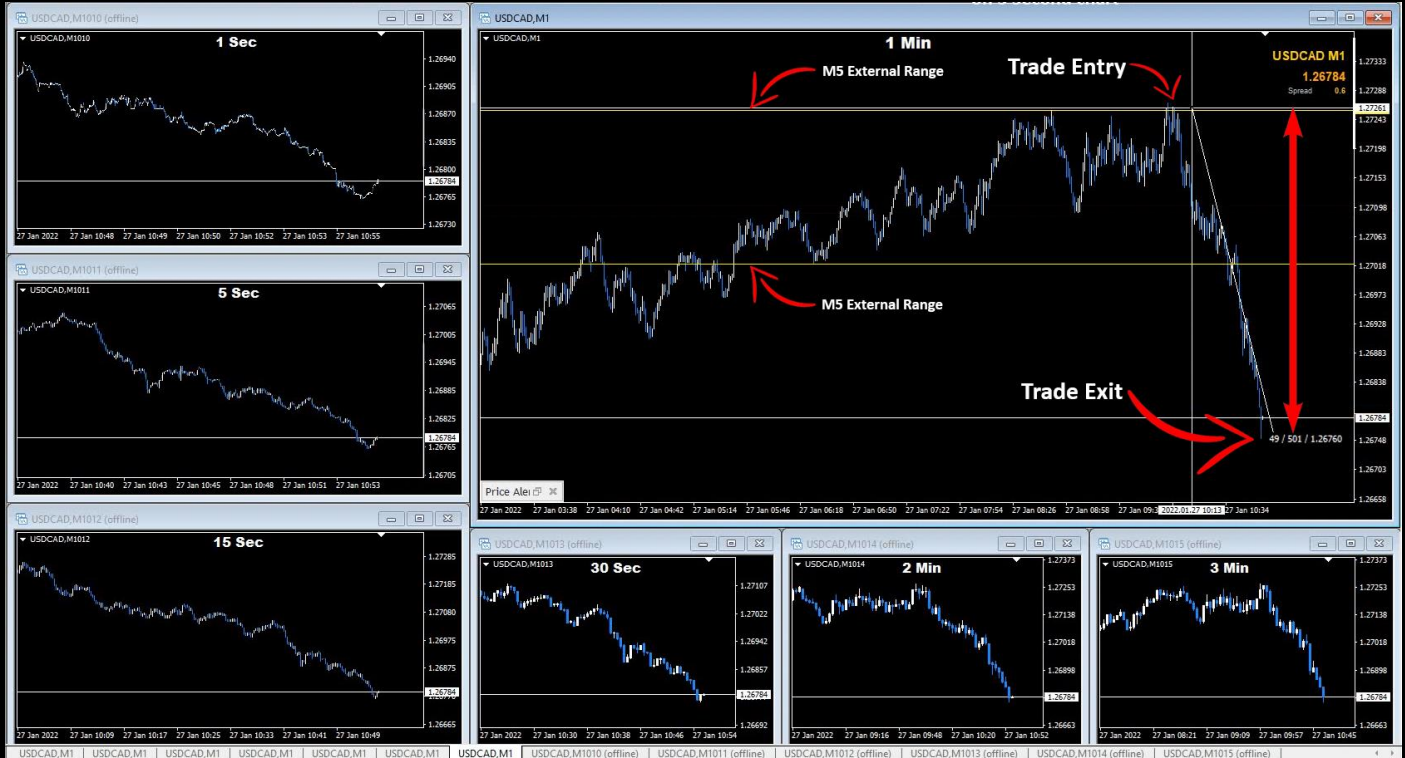 USDCAD,M1010 (offline)
USDCAD,M1010
1 Sec
1.26940
1.26905
1.26870
1.26835
1.26800
1.26784
1.26765
1.26730
27 Jan 2022 27 Jan 10:48 27 Jan 10:49 27 Jan 10:50 27 Jan 10:52 27 Jan 10:53 27 Jan 10:55
USDCAD,M1011 (offline)
USDCAD,M1011
5 Sec
1.27065
1.27005
1.26945
1.26885
1.26825
1.26784
1.26765
1.26705
27 Jan 2022 27 Jan 10:40 27 Jan 10:43 27 Jan 10:45 27 Jan 10:48 27 Jan 10:51 27 Jan 10:53
USDCAD,M1012 (offline)
USDCAD,M1012
15 Sec
1.27285
1.27185
1.27080
1.26975
1.26875
1.26784
1.26665
27 Jan 2022 27 Jan 10:09 27 Jan 10:17 27 Jan 10:25 27 Jan 10:33 27 Jan 10:41 27 Jan 10:49
USDCAD,M1
USDCAD,M1
1 Min
M5 External Range
Trade Entry
USDCAD M1
1.26784
Spread 0.6
M5 External Range
Trade Exit
49 / 501 / 1.26760
Price Aler
1.27333
1.27288
1.27261
1.27243
1.27198
1.27153
1.27098
1.27063
1.27018
1.26973
1.26928
1.26883
1.26838
1.26784
1.26748
1.26703
1.26658
27 Jan 2022 27 Jan 03:38 27 Jan 04:10 27 Jan 04:42 27 Jan 05:14 27 Jan 05:46 27 Jan 06:18 27 Jan 06:50 27 Jan 07:22 27 Jan 07:54 27 Jan 08:26 27 Jan 08:58 27 Jan 09:3 2022.01.27 10:13 27 Jan 10:34
USDCAD,M1013 (offline)
USDCAD,M1013
30 Sec
1.27107
1.27022
1.26942
1.26857
1.26784
1.26692
27 Jan 2022 27 Jan 10:30 27 Jan 10:38 27 Jan 10:46 27 Jan 10:54
USDCAD,M1014 (offline)
USDCAD,M1014
2 Min
1.27373
1.27253
1.27138
1.27018
1.26898
1.26784
1.26663
27 Jan 2022 27 Jan 09:16 27 Jan 09:48 27 Jan 10:20 27 Jan 10:52
USDCAD,M1015 (offline)
USDCAD,M1015
3 Min
1.27373
1.27253
1.27138
1.27018
1.26898
1.26784
1.26663
27 Jan 2022 27 Jan 08:21 27 Jan 09:09 27 Jan 09:57 27 Jan 10:45
USDCAD,M1 USDCAD,M1 USDCAD,M1 USDCAD,M1 USDCAD,M1 USDCAD,M1 USDCAD,M1 USDCAD,M1010 (offline) USDCAD,M1011 (offline) USDCAD,M1012 (offline) USDCAD,M1013 (offline) USDCAD,M1014 (offline) USDCAD,M1015 (offline)